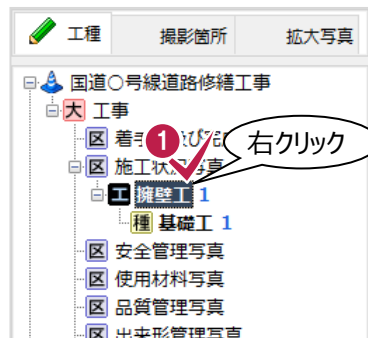 工種 撮影箇所 拡大写真
国道〇号線道路修繕工事
大 工事
区 着手
1 右クリック
区 施工状況写真
工 擁壁工 1
種 基礎工 1
区 安全管理写真
区 使用材料写真
区 品質管理写真
区 出来形管理写真